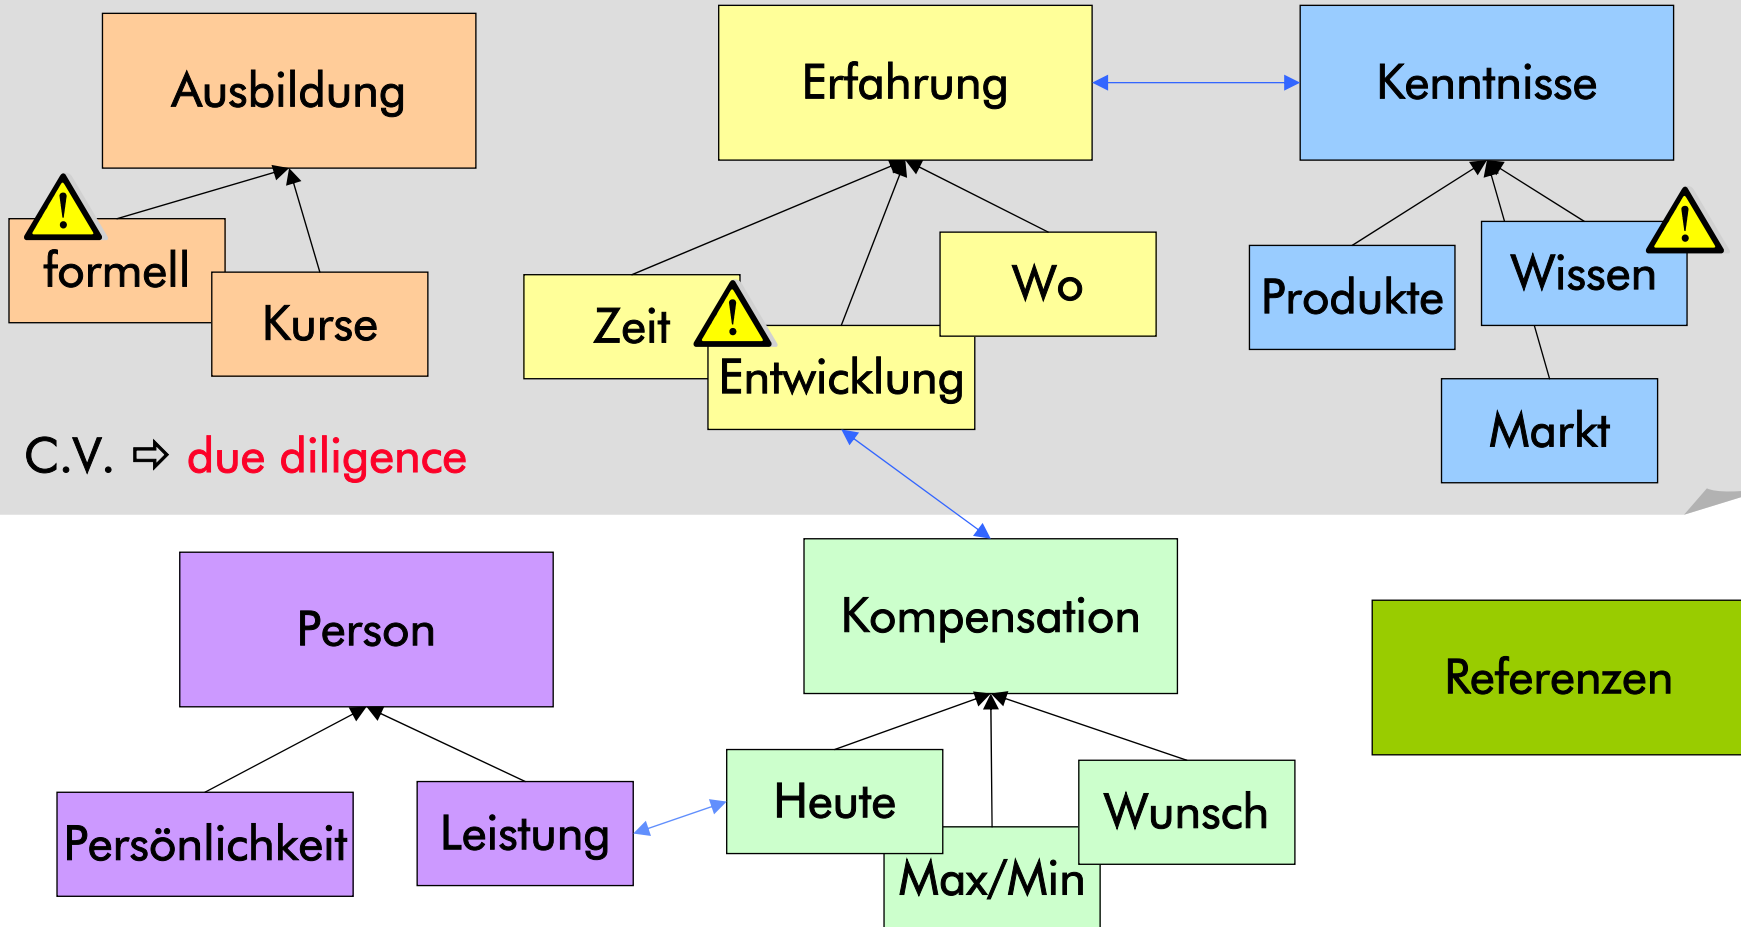 Ausbildung
Erfahrung
Kenntnisse
formell
Kurse
Zeit
Entwicklung
Wo
Produkte
Wissen
Markt
C.V. ⇨ due diligence
Person
Kompensation
Referenzen
Persönlichkeit
Leistung
Heute
Max/Min
Wunsch